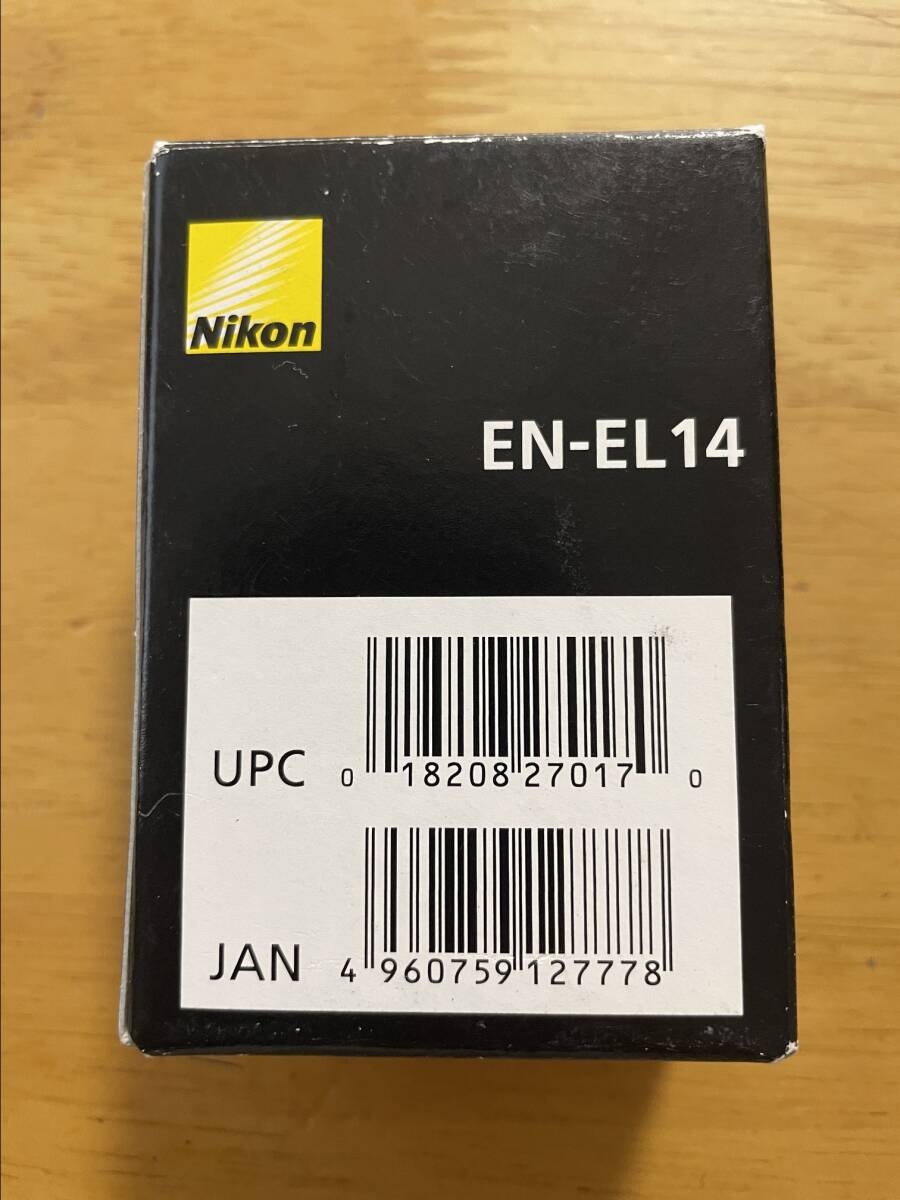 Nikon
EN-EL14
UPC 0 18208 27017 0
JAN 4 960759 127778